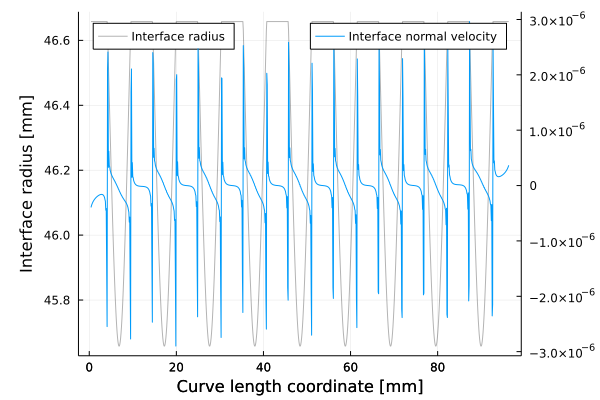 Interface radius
Interface normal velocity
Interface radius [mm]
46.6
46.4
46.2
46.0
45.8
3.0×10⁻⁶
2.0×10⁻⁶
1.0×10⁻⁶
0
−1.0×10⁻⁶
−2.0×10⁻⁶
−3.0×10⁻⁶
0 20 40 60 80
Curve length coordinate [mm]